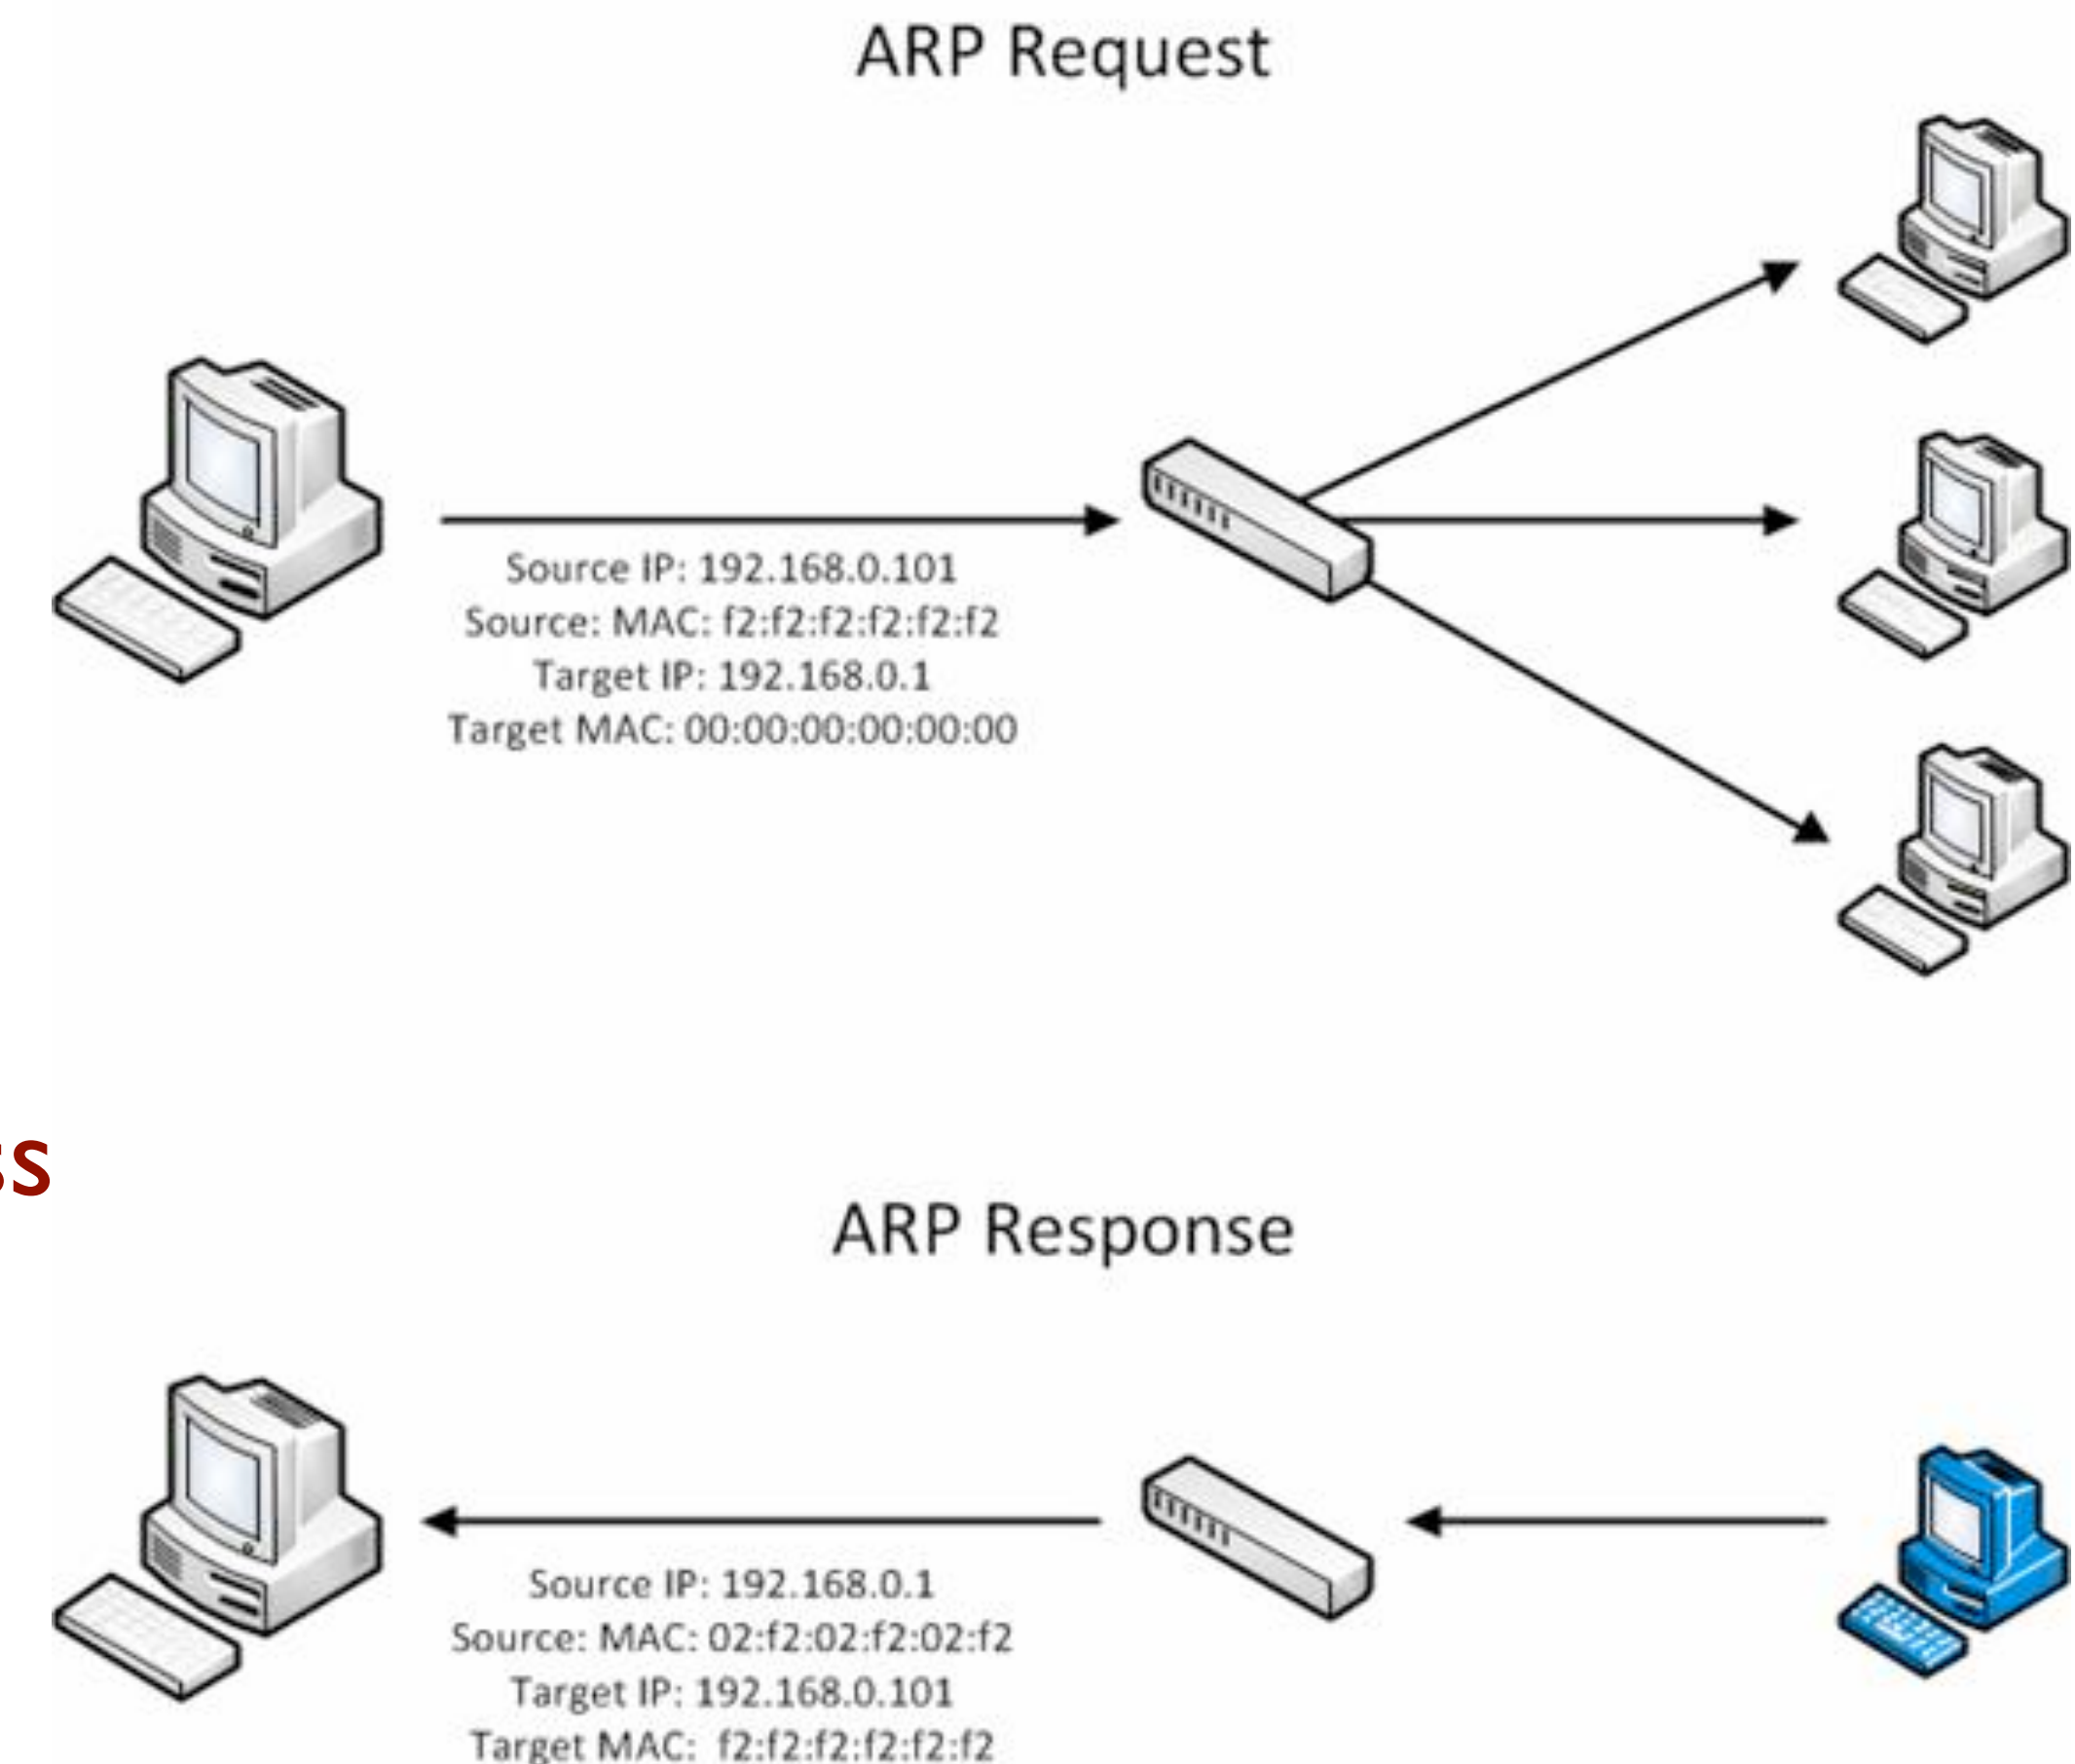 ARP Request
Source IP: 192.168.0.101
Source: MAC: f2:f2:f2:f2:f2:f2
Target IP: 192.168.0.1
Target MAC: 00:00:00:00:00:00
ss
ARP Response
Source IP: 192.168.0.1
Source: MAC: 02:f2:02:f2:02:f2
Target IP: 192.168.0.101
Target MAC: f2:f2:f2:f2:f2:f2